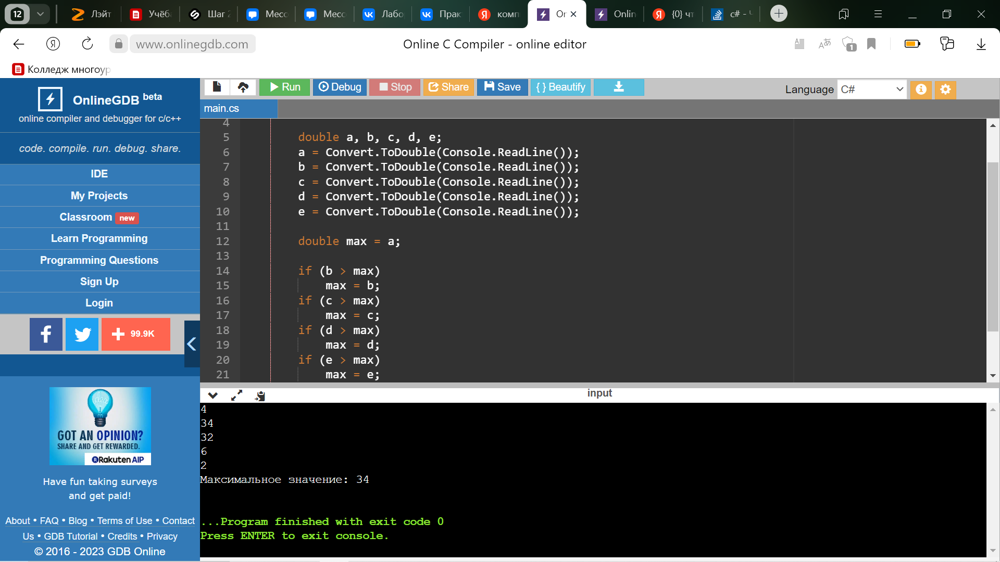 12 Лэйт Учёб Шаг 2 Месс Месс Лабо Прак комп Or Onlin {0} чт c# - ч
www.onlinegdb.com Online C Compiler - online editor 1
Колледж многоур
OnlineGDB beta
online compiler and debugger for c/c++
code. compile. run. debug. share.
IDE
My Projects
Classroom new
Learn Programming
Programming Questions
Sign Up
Login
f + 99.9K
idea
GOT AN OPINION?
SHARE AND GET REWARDED.
Rakuten AIP
Have fun taking surveys
and get paid!
About • FAQ • Blog • Terms of Use • Contact
Us • GDB Tutorial • Credits • Privacy
© 2016 - 2023 GDB Online
Run Debug Stop Share Save { } Beautify Language C#
main.cs
4
5 double a, b, c, d, e;
6 a = Convert.ToDouble(Console.ReadLine());
7 b = Convert.ToDouble(Console.ReadLine());
8 c = Convert.ToDouble(Console.ReadLine());
9 d = Convert.ToDouble(Console.ReadLine());
10 e = Convert.ToDouble(Console.ReadLine());
11
12 double max = a;
13
14 if (b > max)
15 max = b;
16 if (c > max)
17 max = c;
18 if (d > max)
19 max = d;
20 if (e > max)
21 max = e;
input
4
34
32
6
2
Максимальное значение: 34
...Program finished with exit code 0
Press ENTER to exit console.